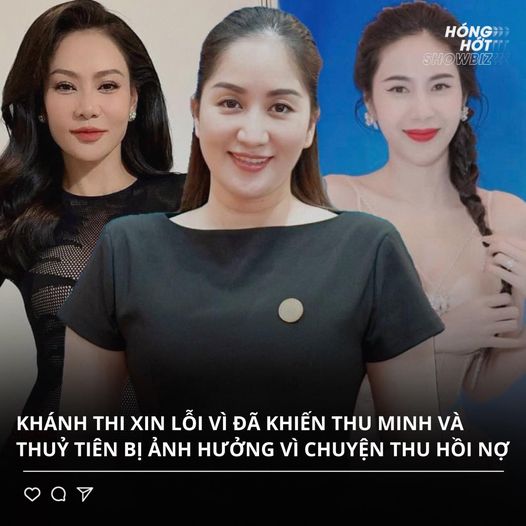 HÓNG
HỚT
SHOWBIZ
KHÁNH THI XIN LỖI VÌ ĐÃ KHIẾN THU MINH VÀ
THUỶ TIÊN BỊ ẢNH HƯỞNG VÌ CHUYỆN THU HỒI NỢ